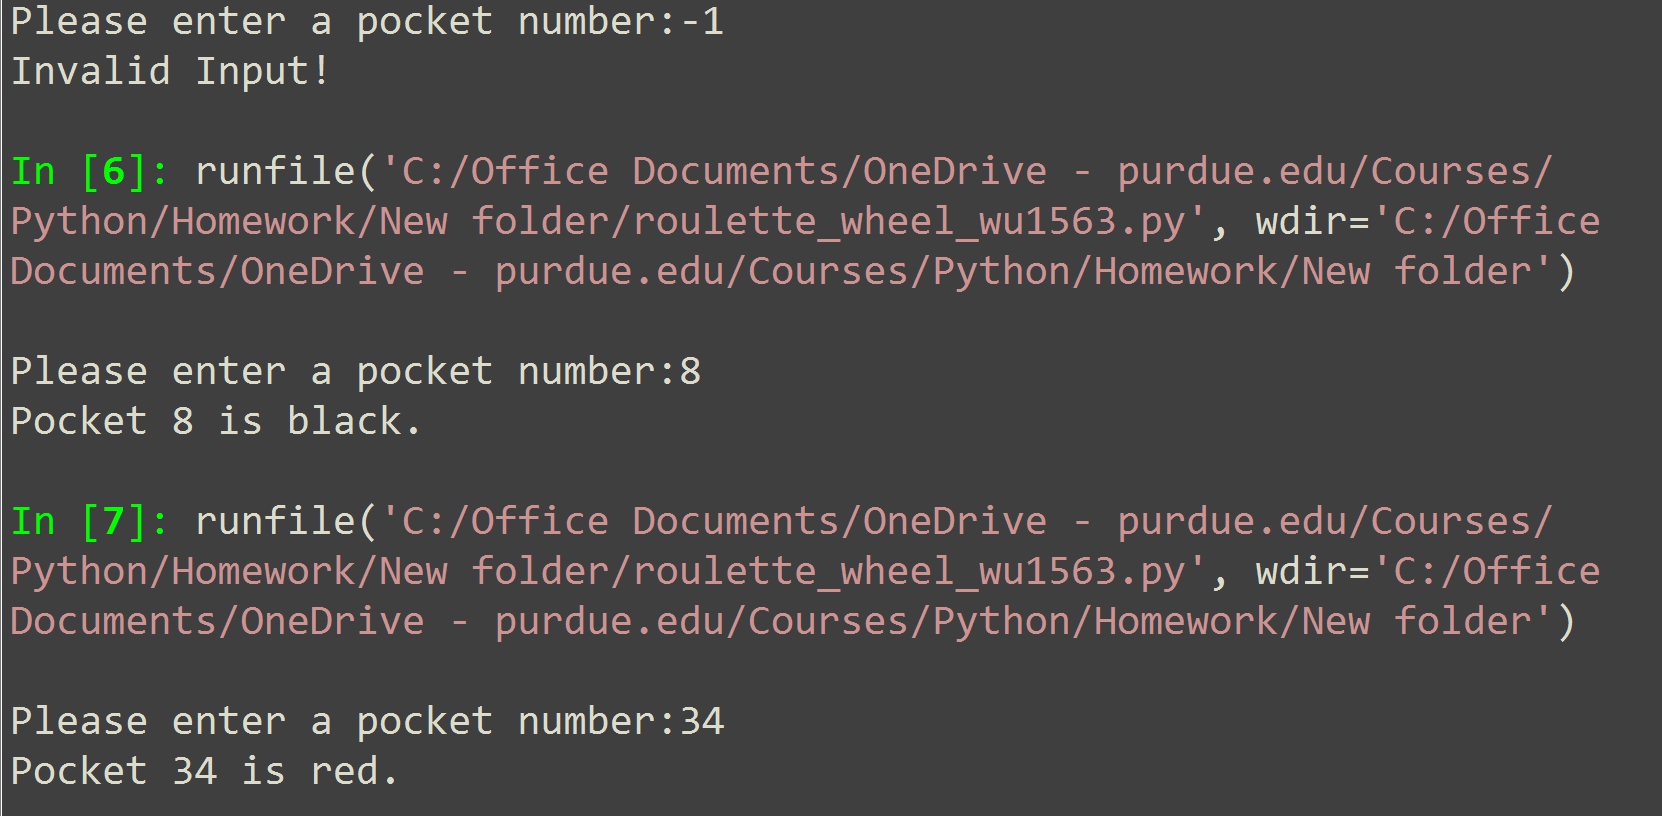 Please enter a pocket number:-1
Invalid Input!
In [6]: runfile('C:/Office Documents/OneDrive - purdue.edu/Courses/
Python/Homework/New folder/roulette_wheel_wu1563.py', wdir='C:/Office
Documents/OneDrive - purdue.edu/Courses/Python/Homework/New folder')
Please enter a pocket number:8
Pocket 8 is black.
In [7]: runfile('C:/Office Documents/OneDrive - purdue.edu/Courses/
Python/Homework/New folder/roulette_wheel_wu1563.py', wdir='C:/Office
Documents/OneDrive - purdue.edu/Courses/Python/Homework/New folder')
Please enter a pocket number:34
Pocket 34 is red.